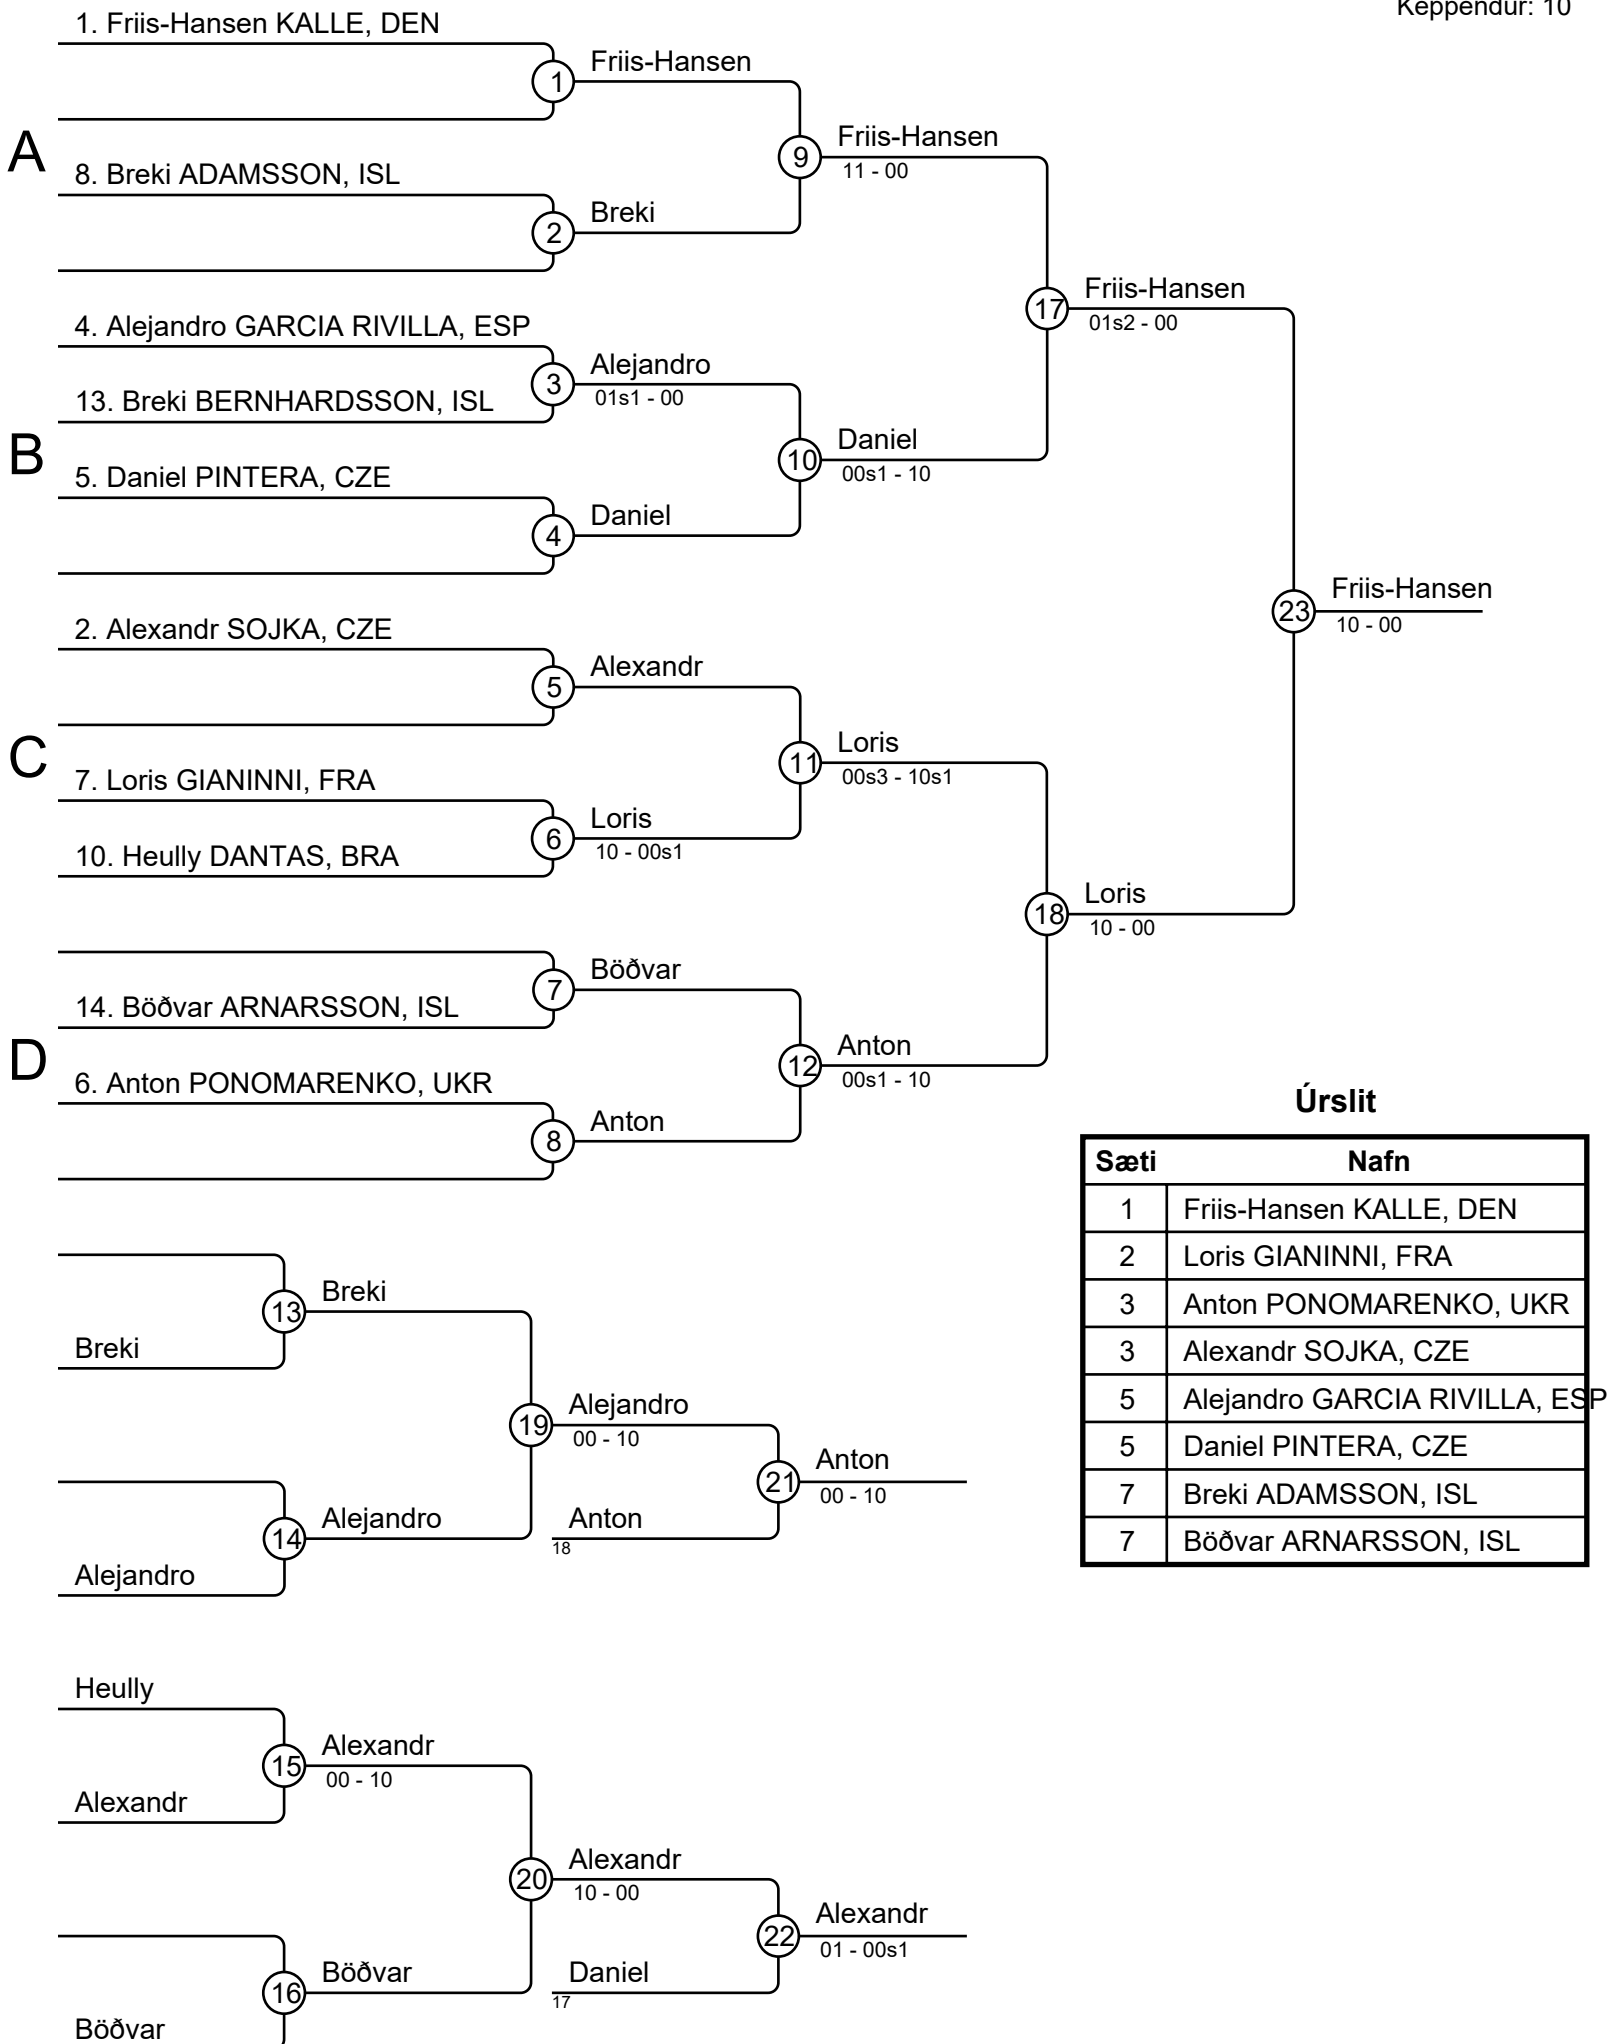 Keppendur: 10
1. Friis-Hansen KALLE, DEN
1
Friis-Hansen
A
9
Friis-Hansen
11 - 00
8. Breki ADAMSSON, ISL
2
Breki
17
Friis-Hansen
01s2 - 00
4. Alejandro GARCIA RIVILLA, ESP
3
Alejandro
01s1 - 00
13. Breki BERNHARDSSON, ISL
B
10
Daniel
00s1 - 10
5. Daniel PINTERA, CZE
4
Daniel
23
Friis-Hansen
10 - 00
2. Alexandr SOJKA, CZE
5
Alexandr
C
11
Loris
00s3 - 10s1
7. Loris GIANINNI, FRA
6
Loris
10 - 00s1
10. Heully DANTAS, BRA
18
Loris
10 - 00
7
Böðvar
14. Böðvar ARNARSSON, ISL
D
12
Anton
00s1 - 10
6. Anton PONOMARENKO, UKR
8
Anton
Úrslit
Sæti Nafn
1 Friis-Hansen KALLE, DEN
2 Loris GIANINNI, FRA
3 Anton PONOMARENKO, UKR
3 Alexandr SOJKA, CZE
5 Alejandro GARCIA RIVILLA, ESP
5 Daniel PINTERA, CZE
7 Breki ADAMSSON, ISL
7 Böðvar ARNARSSON, ISL
13
Breki
Breki
19
Alejandro
00 - 10
21
Anton
00 - 10
14
Alejandro
Anton
18
Alejandro
Heully
15
Alexandr
00 - 10
Alexandr
20
Alexandr
10 - 00
22
Alexandr
01 - 00s1
16
Böðvar
Daniel
17
Böðvar